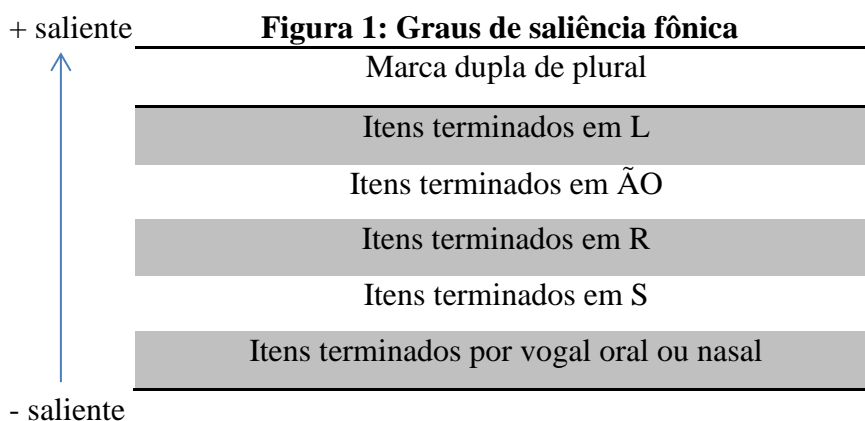 + saliente
Figura 1: Graus de saliência fônica
Marca dupla de plural
Itens terminados em L
Itens terminados em ÃO
Itens terminados em R
Itens terminados em S
Itens terminados por vogal oral ou nasal
- saliente